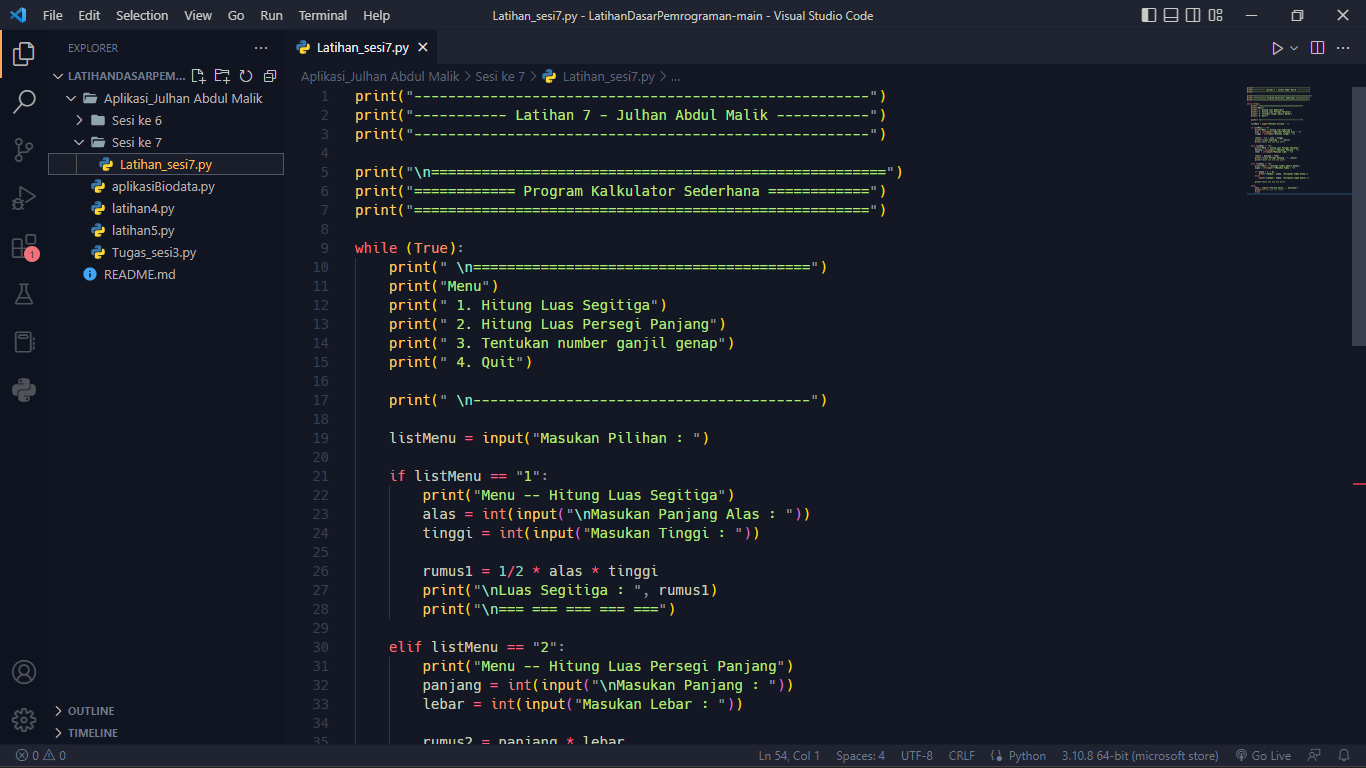 File Edit Selection View Go Run Terminal Help Latihan_sesi7.py - LatihanDasarPemrograman-main - Visual Studio Code
EXPLORER
LATIHANDASARPEM...
Aplikasi_Julhan Abdul Malik
Sesi ke 6
Sesi ke 7
Latihan_sesi7.py
aplikasiBiodata.py
latihan4.py
latihan5.py
Tugas_sesi3.py
README.md
1
OUTLINE
TIMELINE
Latihan_sesi7.py
Aplikasi_Julhan Abdul Malik > Sesi ke 7 > Latihan_sesi7.py > ...
1 print("------------------------------------------------------")
2 print("----------- Latihan 7 - Julhan Abdul Malik -----------")
3 print("------------------------------------------------------")
4
5 print("\n======================================================")
6 print("============ Program Kalkulator Sederhana ============")
7 print("======================================================")
8
9 while (True):
10 print(" \n========================================")
11 print("Menu")
12 print(" 1. Hitung Luas Segitiga")
13 print(" 2. Hitung Luas Persegi Panjang")
14 print(" 3. Tentukan number ganjil genap")
15 print(" 4. Quit")
16
17 print(" \n----------------------------------------")
18
19 listMenu = input("Masukan Pilihan : ")
20
21 if listMenu == "1":
22 print("Menu -- Hitung Luas Segitiga")
23 alas = int(input("\nMasukan Panjang Alas : "))
24 tinggi = int(input("Masukan Tinggi : "))
25
26 rumus1 = 1/2 * alas * tinggi
27 print("\nLuas Segitiga : ", rumus1)
28 print("\n=== === === === ===")
29
30 elif listMenu == "2":
31 print("Menu -- Hitung Luas Persegi Panjang")
32 panjang = int(input("\nMasukan Panjang : "))
33 lebar = int(input("Masukan Lebar : "))
34
35 rumus2 = panjang * lebar
0 0 Ln 54, Col 1 Spaces: 4 UTF-8 CRLF Python 3.10.8 64-bit (microsoft store) Go Live